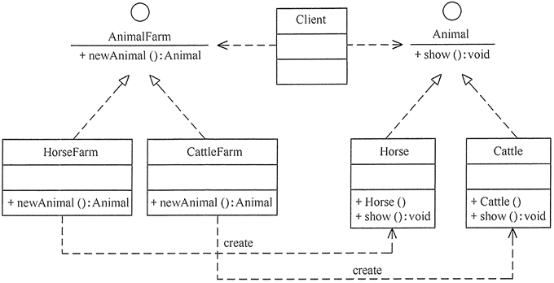 Client
AnimalFarm
+ newAnimal ():Animal
Animal
+ show ():void
HorseFarm
+ newAnimal ():Animal
CattleFarm
+ newAnimal ():Animal
Horse
+ Horse ()
+ show ():void
Cattle
+ Cattle ()
+ show ():void
create
create